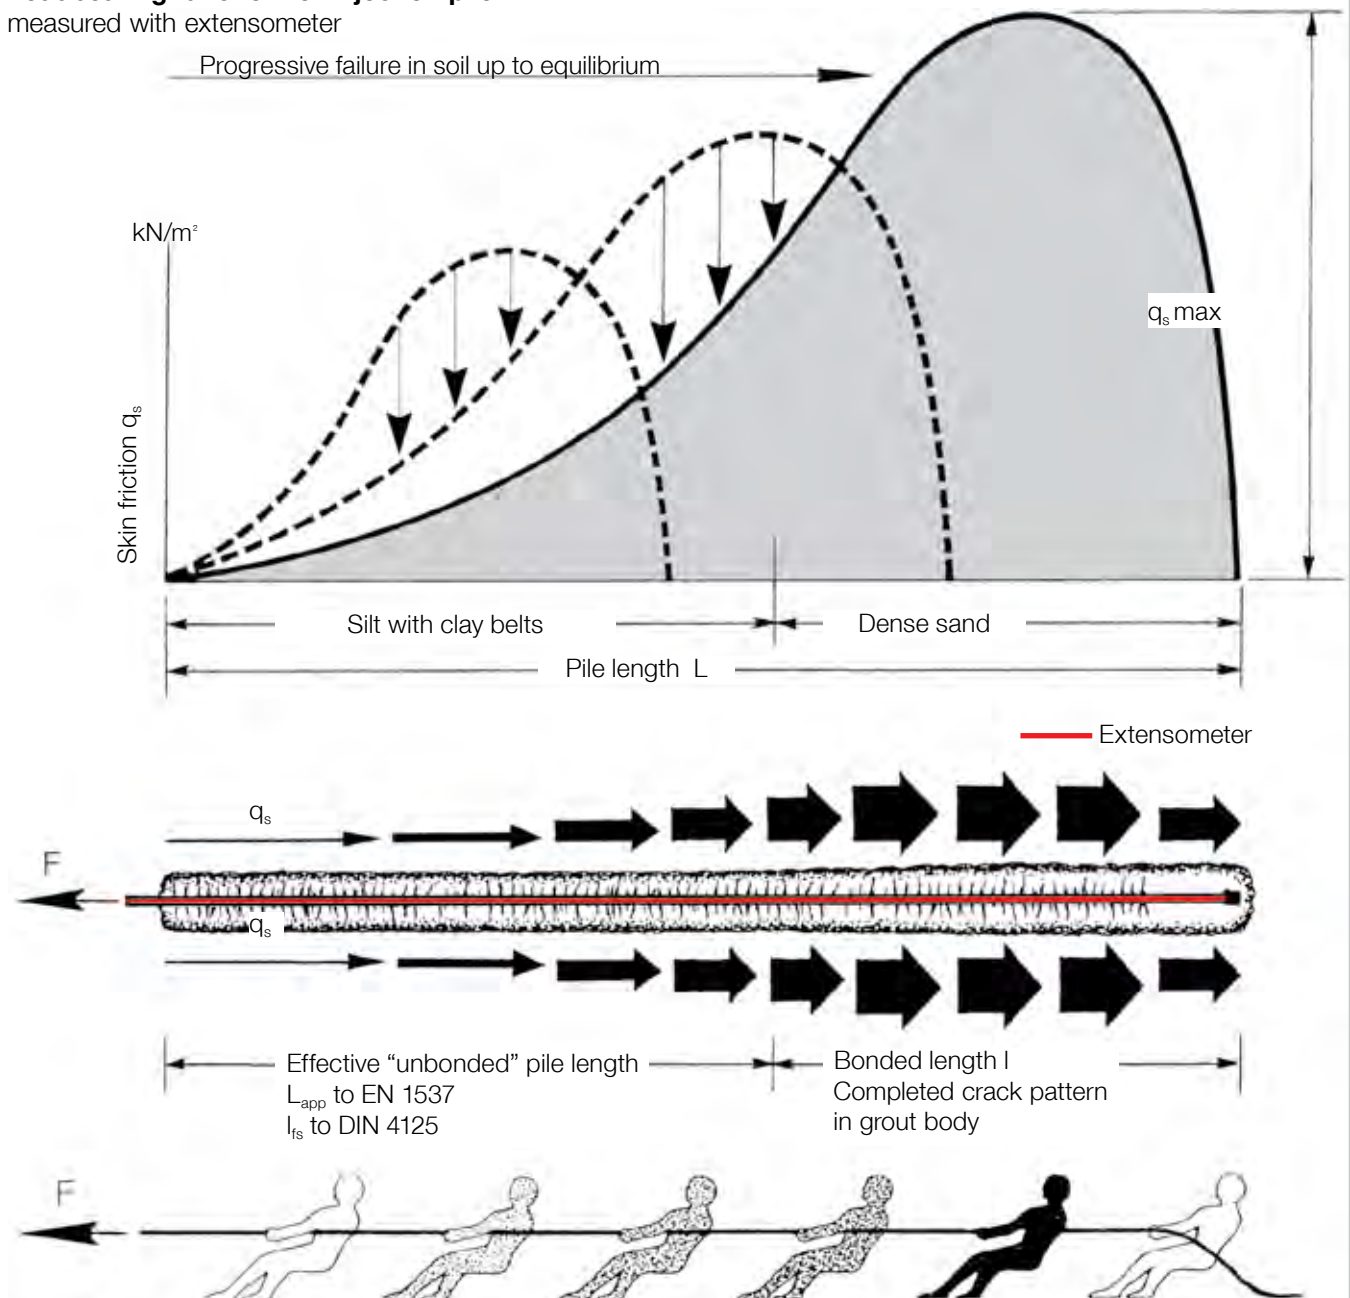 measured with extensometer
Progressive failure in soil up to equilibrium
kN/m²
qₛ max
Skin friction qₛ
Silt with clay belts
Dense sand
Pile length L
Extensometer
qₛ
F
qₛ
Effective “unbonded” pile length
Lₐₚₚ to EN 1537
lfs to DIN 4125
Bonded length l
Completed crack pattern
in grout body
F